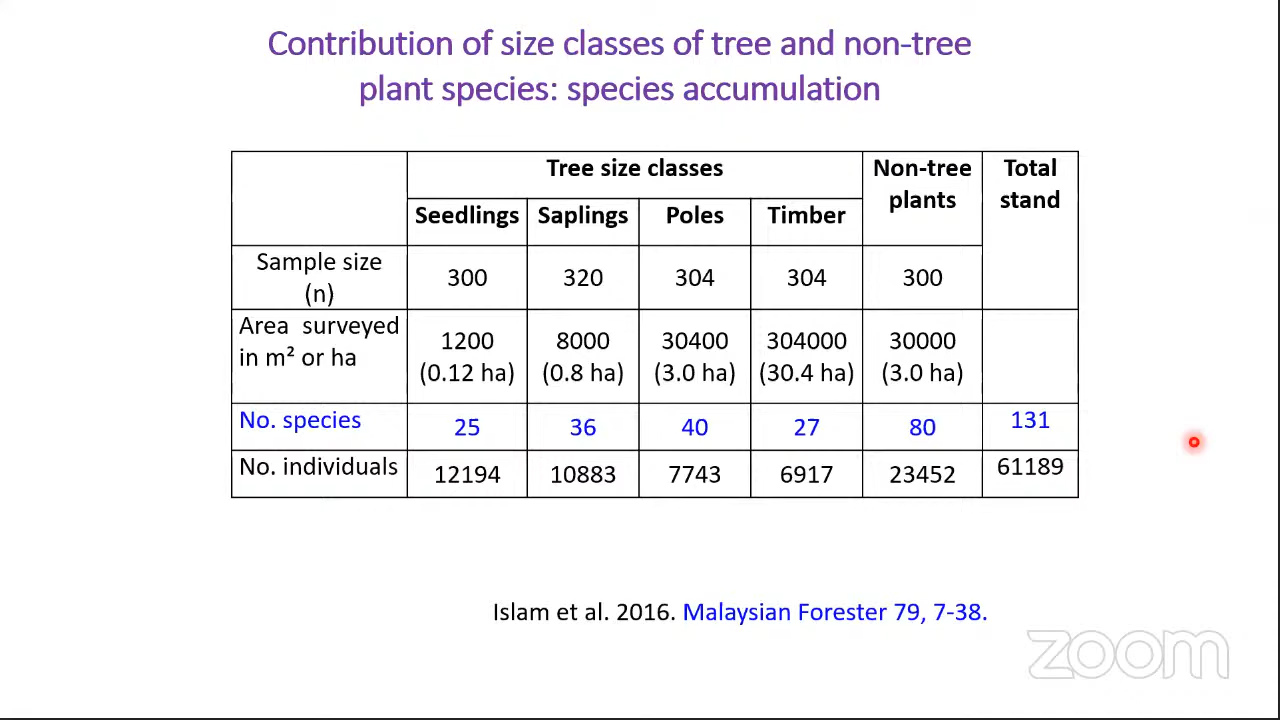 Contribution of size classes of tree and non-tree
plant species: species accumulation
Tree size classes
Non-tree
plants
Total
stand
Seedlings
Saplings
Poles
Timber
Sample size
(n)
300
320
304
304
300
Area surveyed
in m² or ha
1200
(0.12 ha)
8000
(0.8 ha)
30400
(3.0 ha)
304000
(30.4 ha)
30000
(3.0 ha)
No. species
25
36
40
27
80
131
No. individuals
12194
10883
7743
6917
23452
61189
Islam et al. 2016. Malaysian Forester 79, 7-38.
zoom